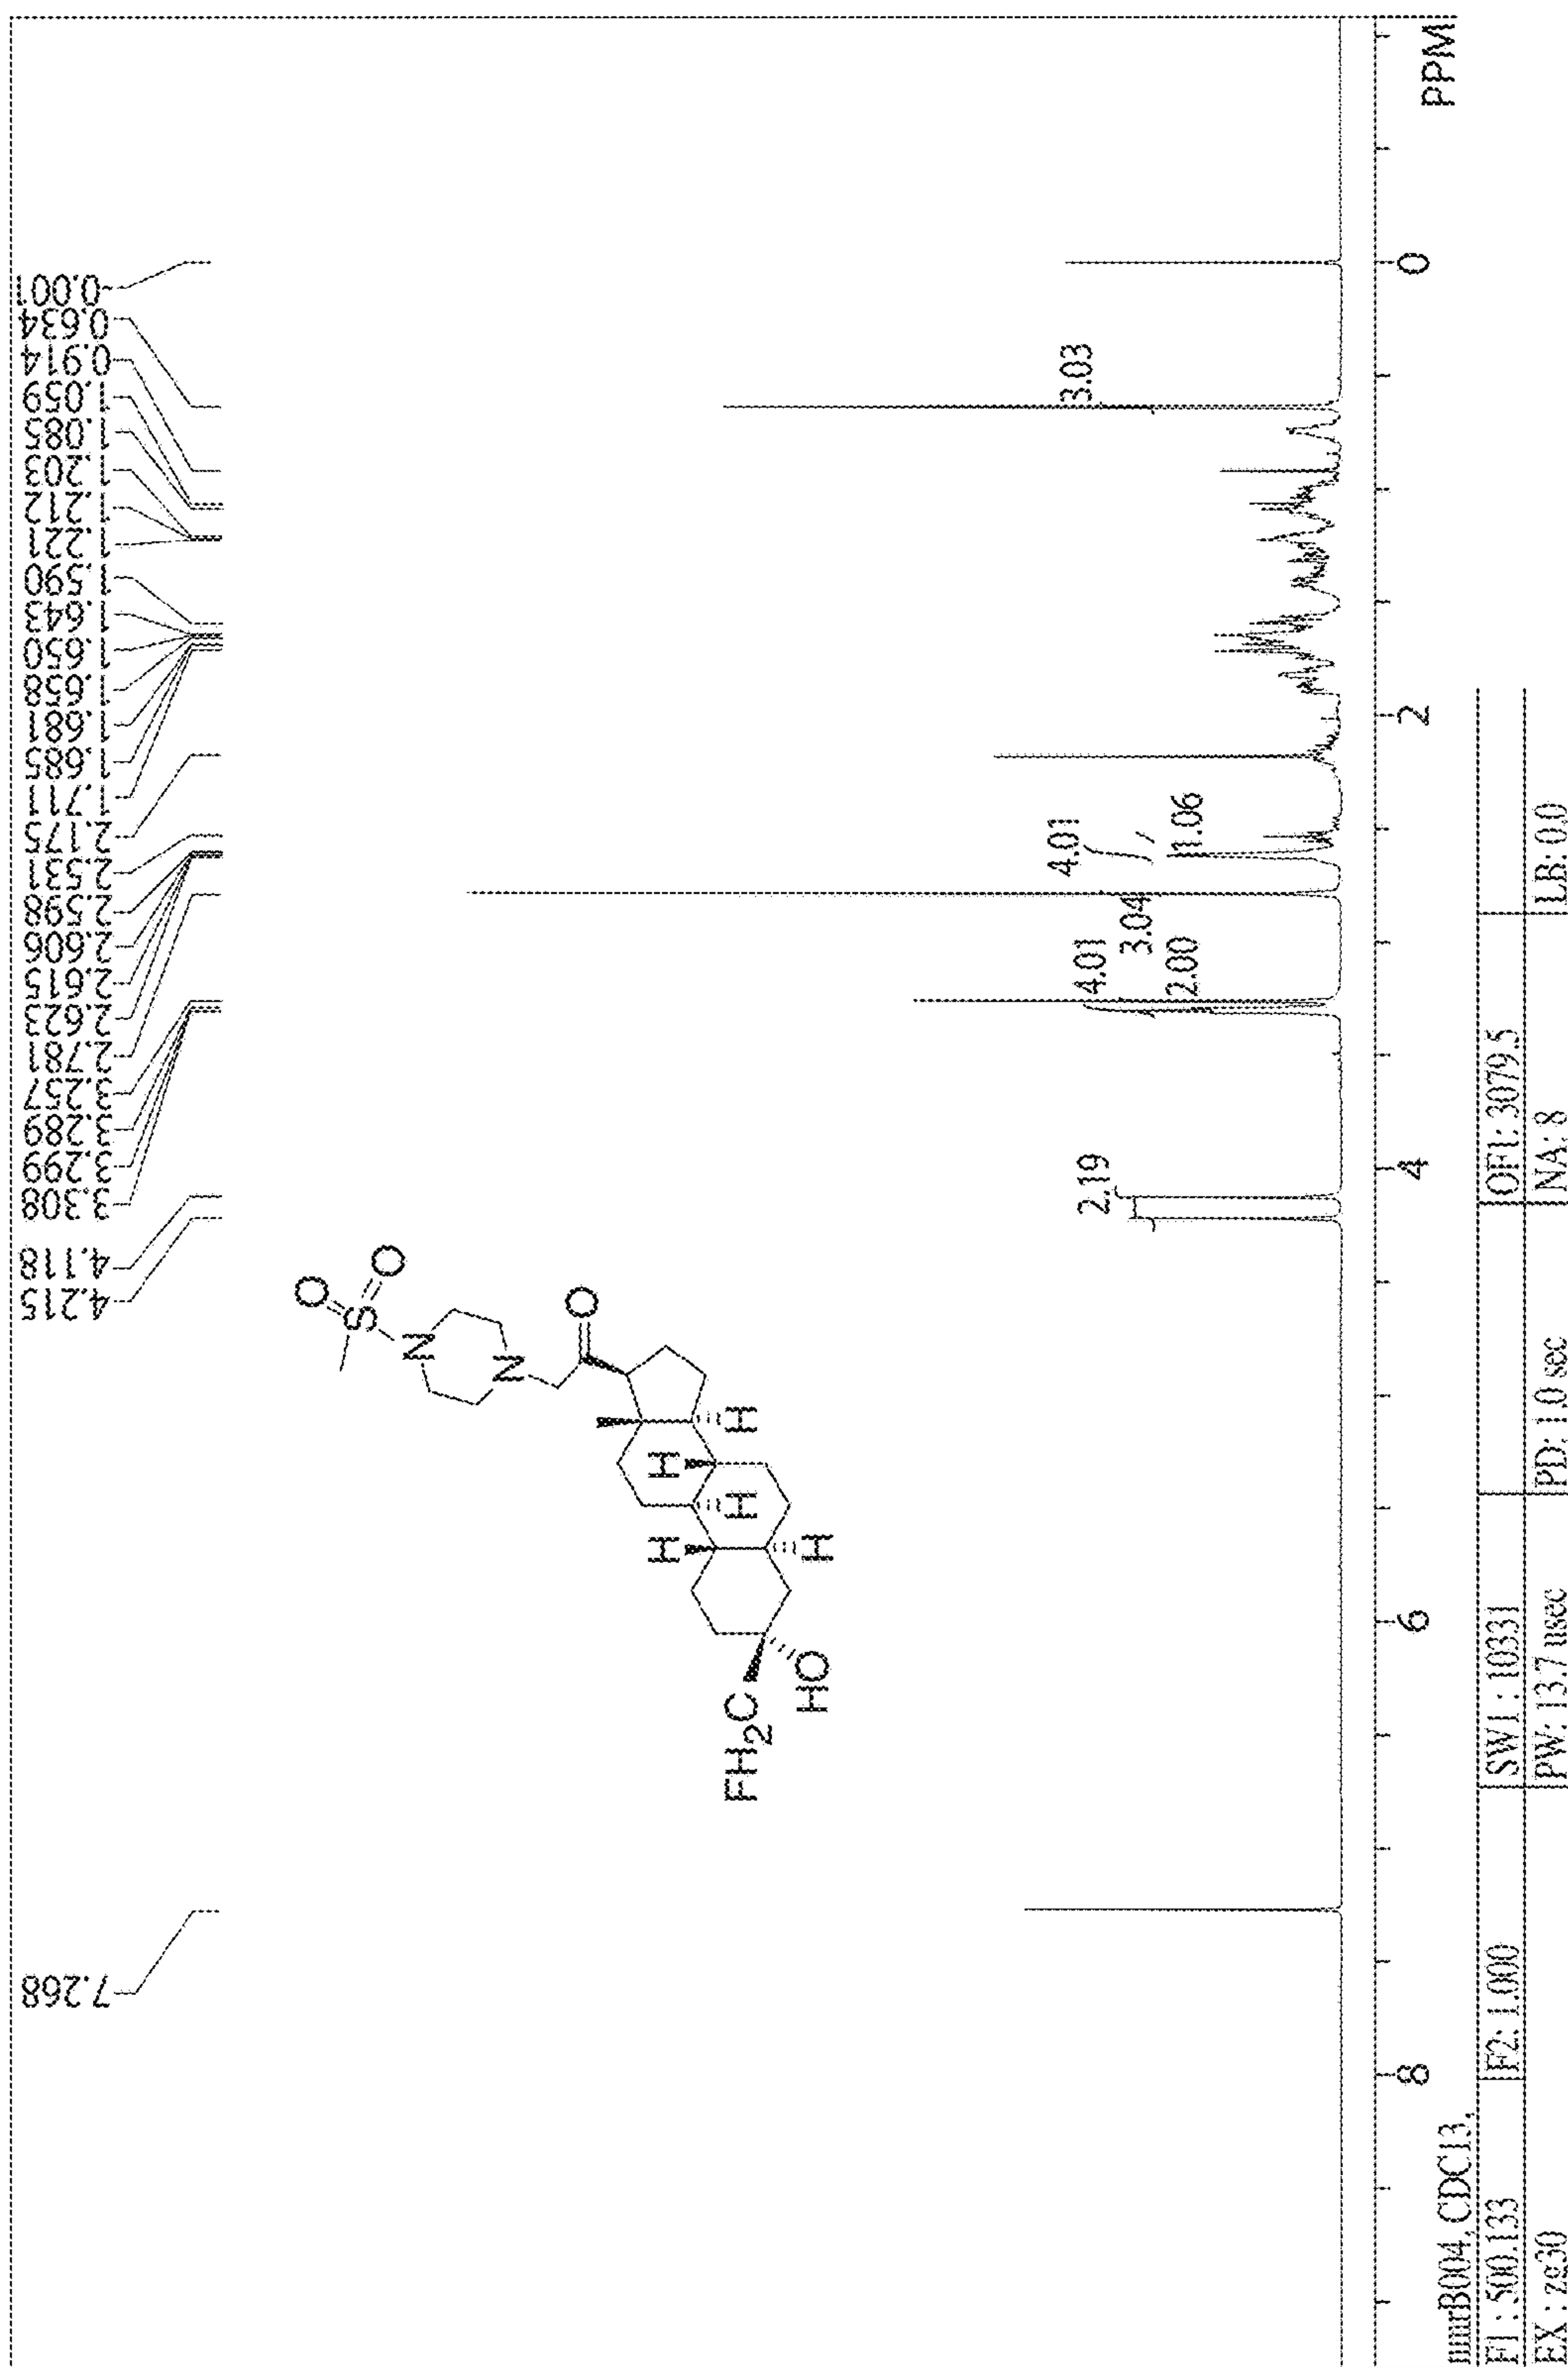 7.268
4.215
4.118
3.308
3.299
3.289
3.257
2.781
2.623
2.615
2.606
2.598
2.531
2.175
1.711
1.685
1.681
1.658
1.650
1.643
1.590
1.221
1.212
1.203
1.085
1.059
0.914
0.634
0.001
O
S
O
N
N
O
H
H
H
H
H
FH2C
HO
2.19
4.01
3.04
2.00
4.01
1.06
3.03
8
6
4
2
0
PPM
nmrB004, CDCl3,
F1 : 500.133
F2: 1.000
SW1 : 10331
OF1: 3079.5
EX : zg30
PW: 13.7 usec
PD: 1.0 sec
NA: 8
LB: 0.0